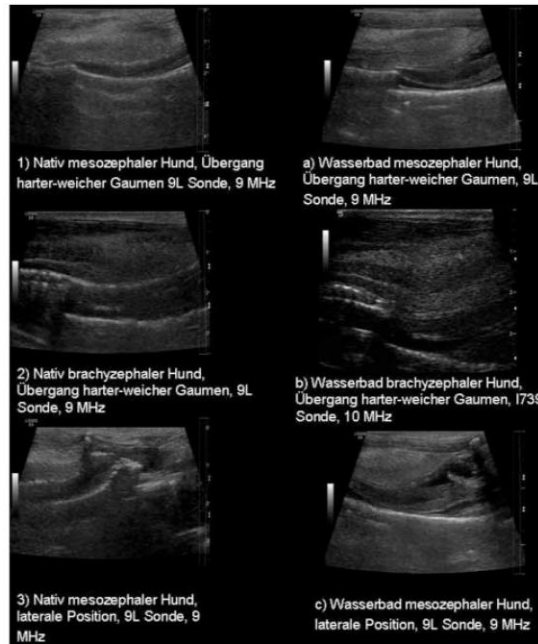 1) Nativ mesozephaler Hund, Übergang
harter-weicher Gaumen 9L Sonde, 9 MHz
a) Wasserbad mesozephaler Hund,
Übergang harter-weicher Gaumen, 9L
Sonde, 9 MHz
2) Nativ brachyzephaler Hund,
Übergang harter-weicher Gaumen, 9L
Sonde, 9 MHz
b) Wasserbad brachyzephaler Hund,
Übergang harter-weicher Gaumen, I739
Sonde, 10 MHz
3) Nativ mesozephaler Hund,
laterale Position, 9L Sonde, 9
MHz
c) Wasserbad mesozephaler Hund,
laterale Position, 9L Sonde, 9 MHz